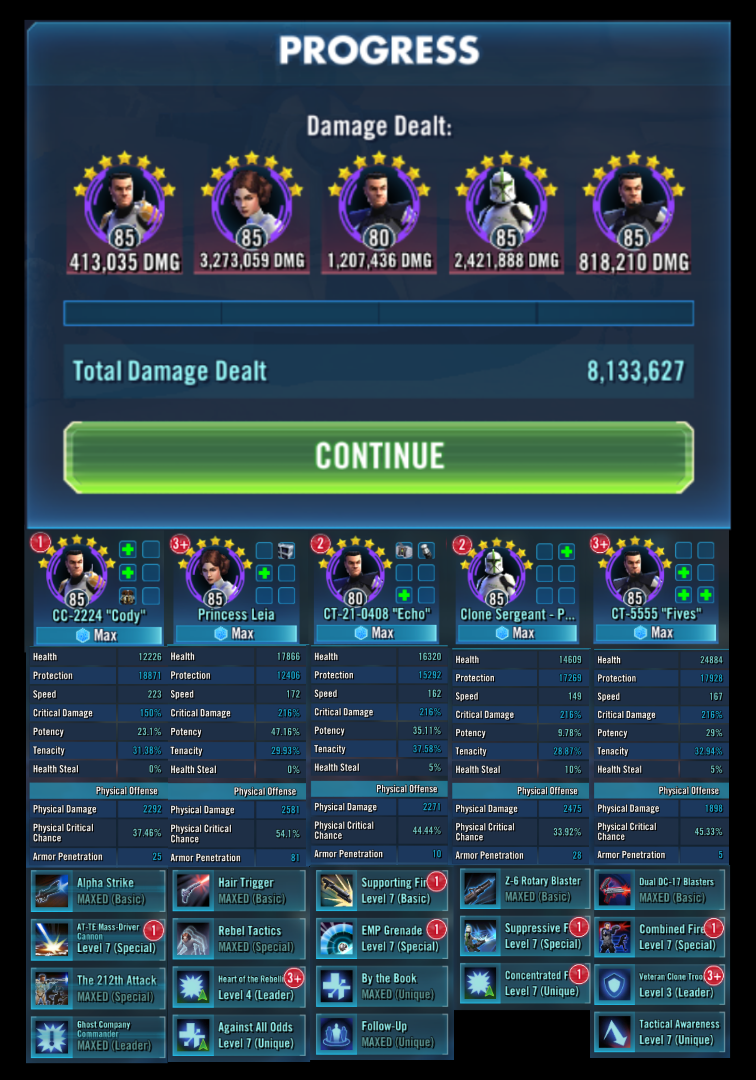 PROGRESS
Damage Dealt:
85 85 80 85 85
413,035 DMG 3,273,059 DMG 1,207,436 DMG 2,421,888 DMG 818,210 DMG
Total Damage Dealt 8,133,627
CONTINUE
1
85
CC-2224 "Cody"
Max
Health 12226
Protection 18871
Speed 223
Critical Damage 150%
Potency 23.1%
Tenacity 31.38%
Health Steal 0%
Physical Offense
Physical Damage 2292
Physical Critical
Chance 37.46%
Armor Penetration 25
Alpha Strike
MAXED (Basic)
AT-TE Mass-Driver
Cannon
1
Level 7 (Special)
The 212th Attack
MAXED (Special)
Ghost Company
Commander
MAXED (Leader)
3+
85
Princess Leia
Max
Health 17866
Protection 12406
Speed 172
Critical Damage 216%
Potency 47.16%
Tenacity 29.93%
Health Steal 0%
Physical Offense
Physical Damage 2581
Physical Critical
Chance 54.1%
Armor Penetration 81
Hair Trigger
MAXED (Basic)
Rebel Tactics
MAXED (Special)
Heart of the Rebelli
3+
Level 4 (Leader)
Against All Odds
Level 7 (Unique)
2
80
CT-21-0408 "Echo"
Max
Health 16320
Protection 15292
Speed 162
Critical Damage 216%
Potency 35.11%
Tenacity 37.58%
Health Steal 5%
Physical Offense
Physical Damage 2271
Physical Critical
Chance 44.44%
Armor Penetration 10
Supporting Fir
1
Level 7 (Basic)
EMP Grenade
1
Level 7 (Special)
By the Book
MAXED (Unique)
Follow-Up
MAXED (Unique)
2
85
Clone Sergeant - P...
Max
Health 14609
Protection 17269
Speed 149
Critical Damage 216%
Potency 9.78%
Tenacity 28.87%
Health Steal 10%
Physical Offense
Physical Damage 2475
Physical Critical
Chance 33.92%
Armor Penetration 28
Z-6 Rotary Blaster
MAXED (Basic)
Suppressive F
1
Level 7 (Special)
Concentrated F
1
Level 7 (Unique)
3+
85
CT-5555 "Fives"
Max
Health 24884
Protection 17928
Speed 167
Critical Damage 216%
Potency 29%
Tenacity 32.94%
Health Steal 5%
Physical Offense
Physical Damage 1898
Physical Critical
Chance 45.33%
Armor Penetration 5
Dual DC-17 Blasters
MAXED (Basic)
Combined Fire
1
Level 7 (Special)
Veteran Clone Troo
3+
Level 3 (Leader)
Tactical Awareness
Level 7 (Unique)